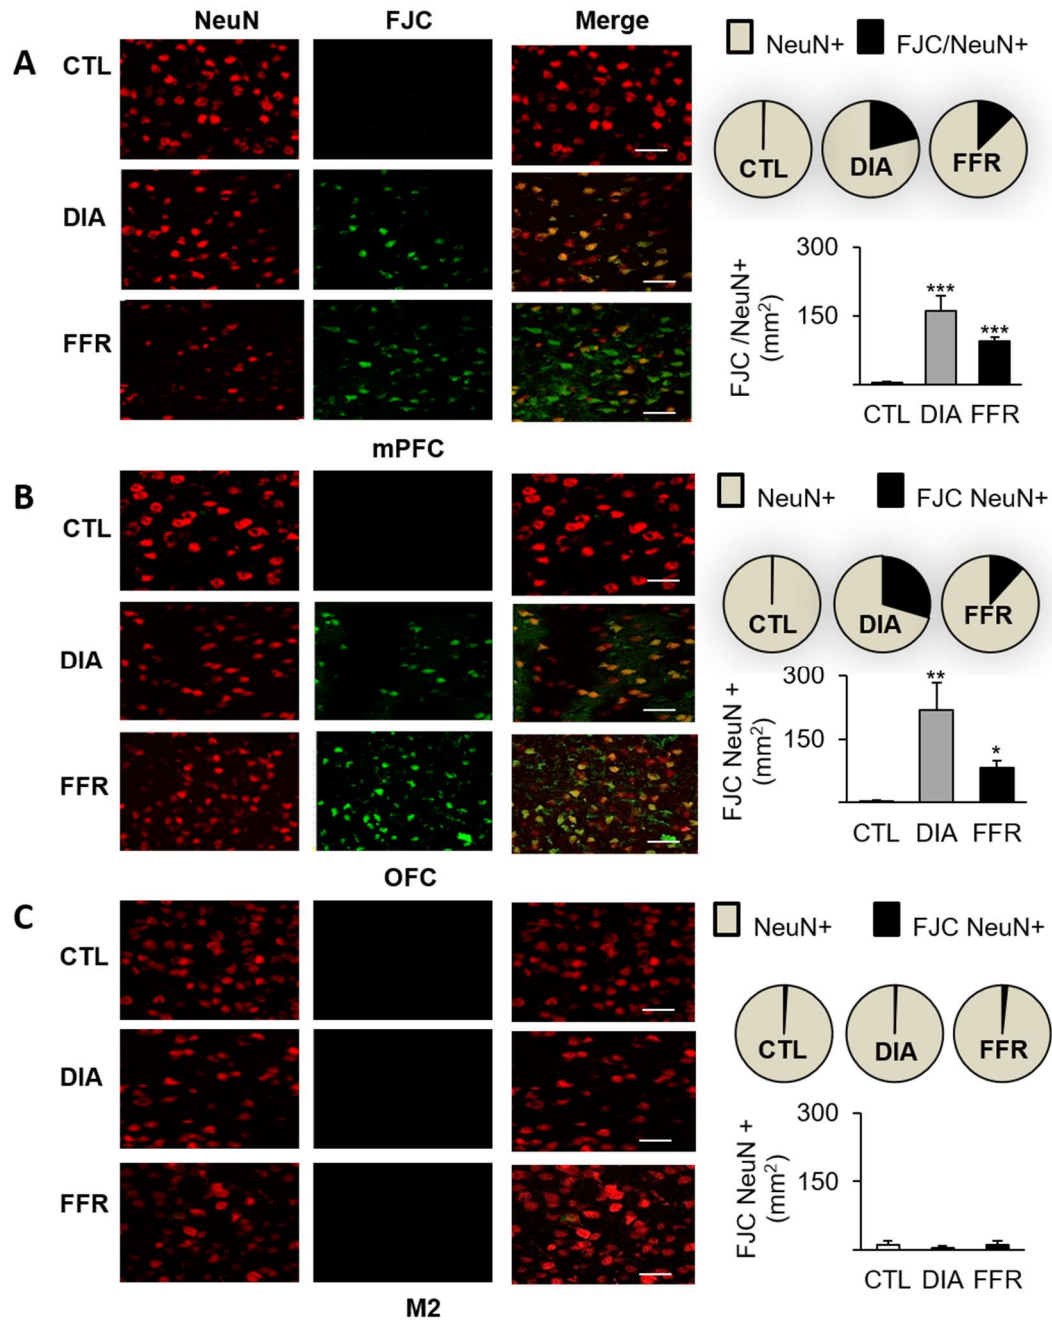 NeuN FJC Merge
NeuN+ FJC/NeuN+
A
CTL
DIA
FFR
CTL DIA FFR
300
150
FJC /NeuN+
(mm²)
***
***
CTL DIA FFR
mPFC
B
CTL
DIA
FFR
NeuN+ FJC NeuN+
CTL DIA FFR
300
150
FJC NeuN +
(mm²)
**
*
CTL DIA FFR
OFC
C
CTL
DIA
FFR
NeuN+ FJC NeuN+
CTL DIA FFR
300
150
FJC NeuN +
(mm²)
CTL DIA FFR
M2